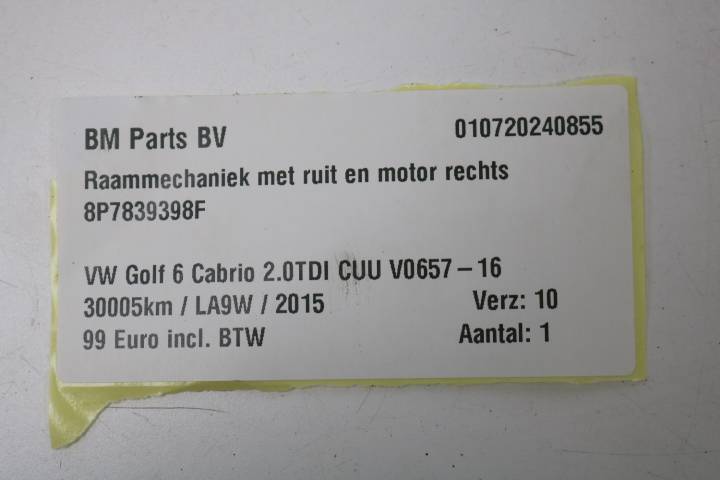 BM Parts BV 010720240855
Raammechaniek met ruit en motor rechts
8P7839398F
VW Golf 6 Cabrio 2.0TDI CUU V0657-16
30005km / LA9W / 2015 Verz: 10
99 Euro incl. BTW Aantal: 1